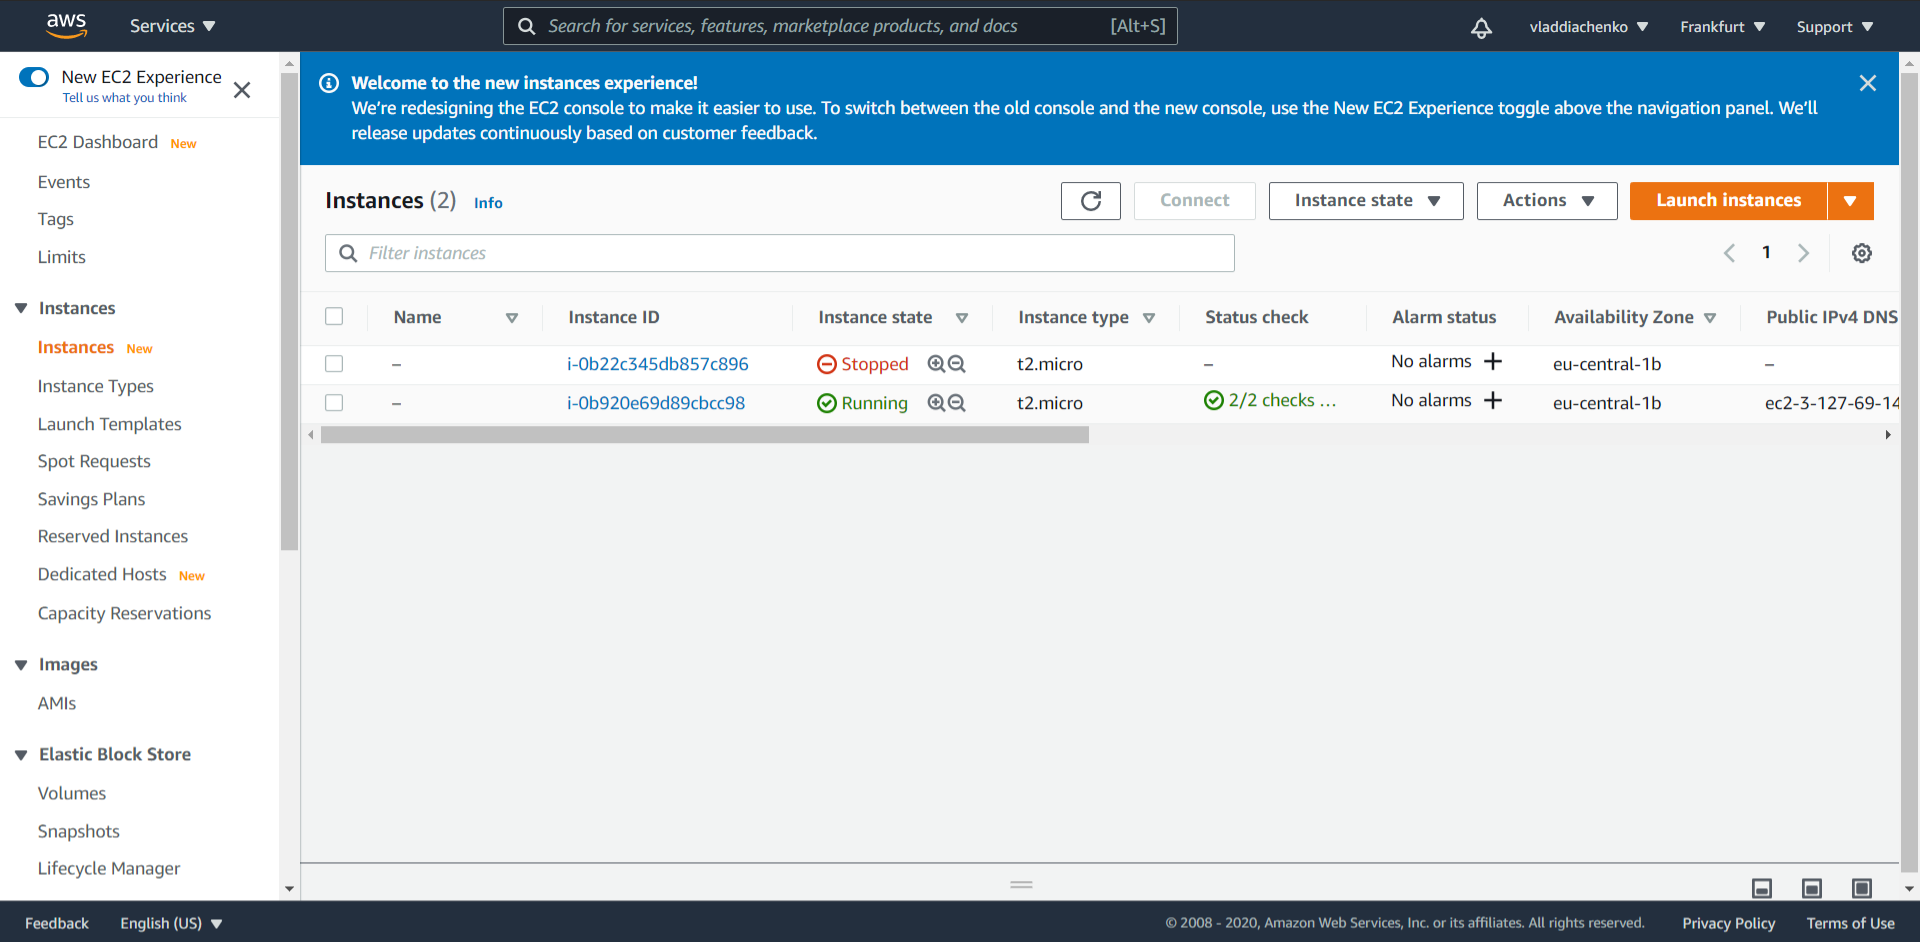 aws
Services
Search for services, features, marketplace products, and docs [Alt+S]
vladdiachenko
Frankfurt
Support
New EC2 Experience
Tell us what you think
EC2 Dashboard New
Events
Tags
Limits
Instances
Instances New
Instance Types
Launch Templates
Spot Requests
Savings Plans
Reserved Instances
Dedicated Hosts New
Capacity Reservations
Images
AMIs
Elastic Block Store
Volumes
Snapshots
Lifecycle Manager
Welcome to the new instances experience!
We're redesigning the EC2 console to make it easier to use. To switch between the old console and the new console, use the New EC2 Experience toggle above the navigation panel. We'll
release updates continuously based on customer feedback.
Instances (2) Info
Connect
Instance state
Actions
Launch instances
Filter instances
1
Name Instance ID Instance state Instance type Status check Alarm status Availability Zone Public IPv4 DNS
– i-0b22c345db857c896 Stopped t2.micro – No alarms + eu-central-1b –
– i-0b920e69d89cbcc98 Running t2.micro 2/2 checks ... No alarms + eu-central-1b ec2-3-127-69-14
Feedback
English (US)
© 2008 - 2020, Amazon Web Services, Inc. or its affiliates. All rights reserved.
Privacy Policy
Terms of Use